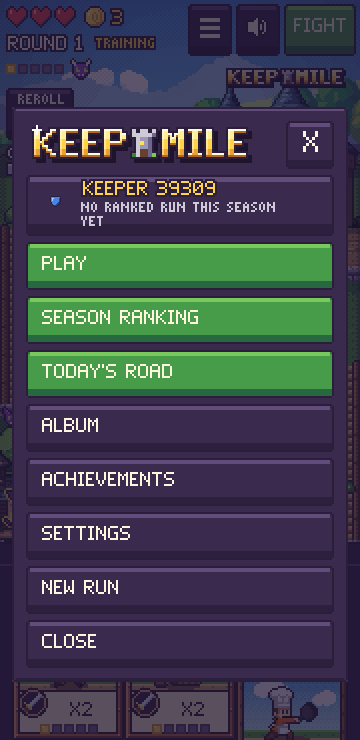 3
FIGHT
ROUND 1 TRAINING
KEEP MILE
REROLL
KEEP MILE
X
KEEPER 39309
NO RANKED RUN THIS SEASON
YET
PLAY
SEASON RANKING
TODAY'S ROAD
ALBUM
ACHIEVEMENTS
SETTINGS
NEW RUN
CLOSE
X2
X2